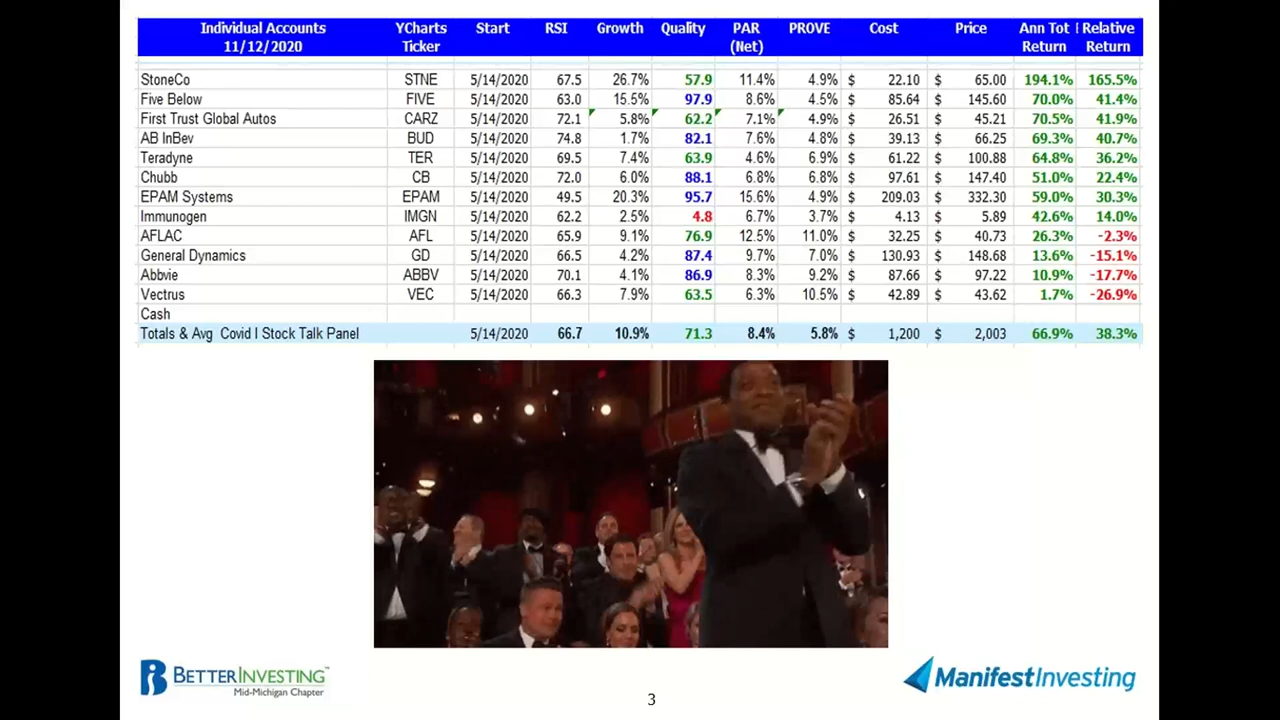 Individual Accounts YCharts Start RSI Growth Quality PAR PROVE Cost Price Ann Tot Relative
11/12/2020 Ticker (Net) Return Return
StoneCo STNE 5/14/2020 67.5 26.7% 57.9 11.4% 4.9% $ 22.10 $ 65.00 194.1% 165.5%
Five Below FIVE 5/14/2020 63.0 15.5% 97.9 8.6% 4.5% $ 85.64 $ 145.60 70.0% 41.4%
First Trust Global Autos CARZ 5/14/2020 72.1 5.8% 62.2 7.1% 4.9% $ 26.51 $ 45.21 70.5% 41.9%
AB InBev BUD 5/14/2020 74.8 1.7% 82.1 7.6% 4.8% $ 39.13 $ 66.25 69.3% 40.7%
Teradyne TER 5/14/2020 69.5 7.4% 63.9 4.6% 6.9% $ 61.22 $ 100.88 64.8% 36.2%
Chubb CB 5/14/2020 72.0 6.0% 88.1 6.8% 6.8% $ 97.61 $ 147.40 51.0% 22.4%
EPAM Systems EPAM 5/14/2020 49.5 20.3% 95.7 15.6% 4.9% $ 209.03 $ 332.30 59.0% 30.3%
Immunogen IMGN 5/14/2020 62.2 2.5% 4.8 6.7% 3.7% $ 4.13 $ 5.89 42.6% 14.0%
AFLAC AFL 5/14/2020 65.9 9.1% 76.9 12.5% 11.0% $ 32.25 $ 40.73 26.3% -2.3%
General Dynamics GD 5/14/2020 66.5 4.2% 87.4 9.7% 7.0% $ 130.93 $ 148.68 13.6% -15.1%
Abbvie ABBV 5/14/2020 70.1 4.1% 86.9 8.3% 9.2% $ 87.66 $ 97.22 10.9% -17.7%
Vectrus VEC 5/14/2020 66.3 7.9% 63.5 6.3% 10.5% $ 42.89 $ 43.62 1.7% -26.9%
Cash
Totals & Avg Covid I Stock Talk Panel 5/14/2020 66.7 10.9% 71.3 8.4% 5.8% $ 1,200 $ 2,003 66.9% 38.3%
BETTERINVESTING™
Mid-Michigan Chapter
3
ManifestInvesting